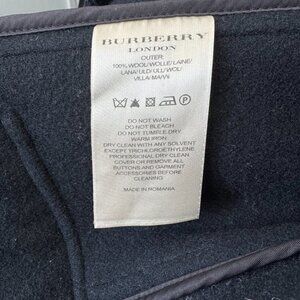 BURBERRY
LONDON
OUTER:
100% WOOL/WOLLE/LAINE/
LANA/ULD/ULL/WOL/
VILLA/MAVVI
P
DO NOT WASH
DO NOT BLEACH
DO NOT TUMBLE DRY
WARM IRON
DRY CLEAN WITH ANY SOLVENT
EXCEPT TRICHLOROETHYLENE
PROFESSIONAL DRY CLEAN
COVER OR REMOVE ALL
BUTTONS AND GARMENT
ACCESSORIES BEFORE
CLEANING
MADE IN ROMANIA